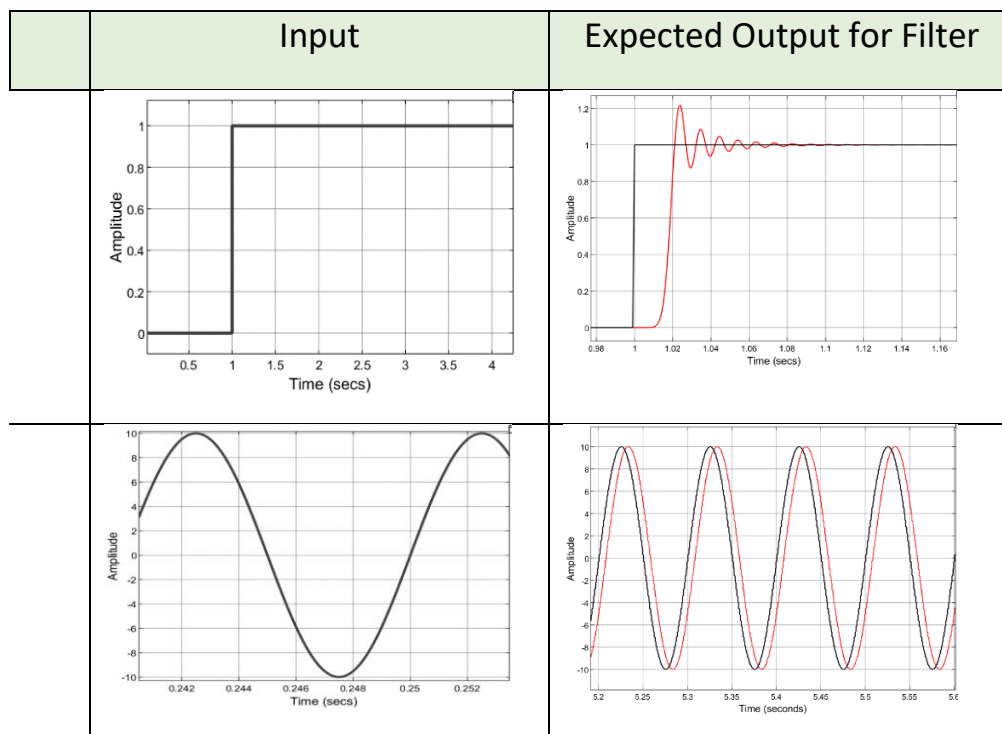 Input
Expected Output for Filter
1
0.8
0.6
0.4
0.2
0
Amplitude
0.5 1 1.5 2 2.5 3 3.5 4
Time (secs)
1.2
1
0.8
0.6
0.4
0.2
0
Amplitude
0.98 1 1.02 1.04 1.06 1.08 1.1 1.12 1.14 1.16
Time (secs)
10
8
6
4
2
0
-2
-4
-6
-8
-10
Amplitude
0.242 0.244 0.246 0.248 0.25 0.252
Time (secs)
10
8
6
4
2
0
-2
-4
-6
-8
-10
Amplitude
5.2 5.25 5.3 5.35 5.4 5.45 5.5 5.55 5.6
Time (seconds)